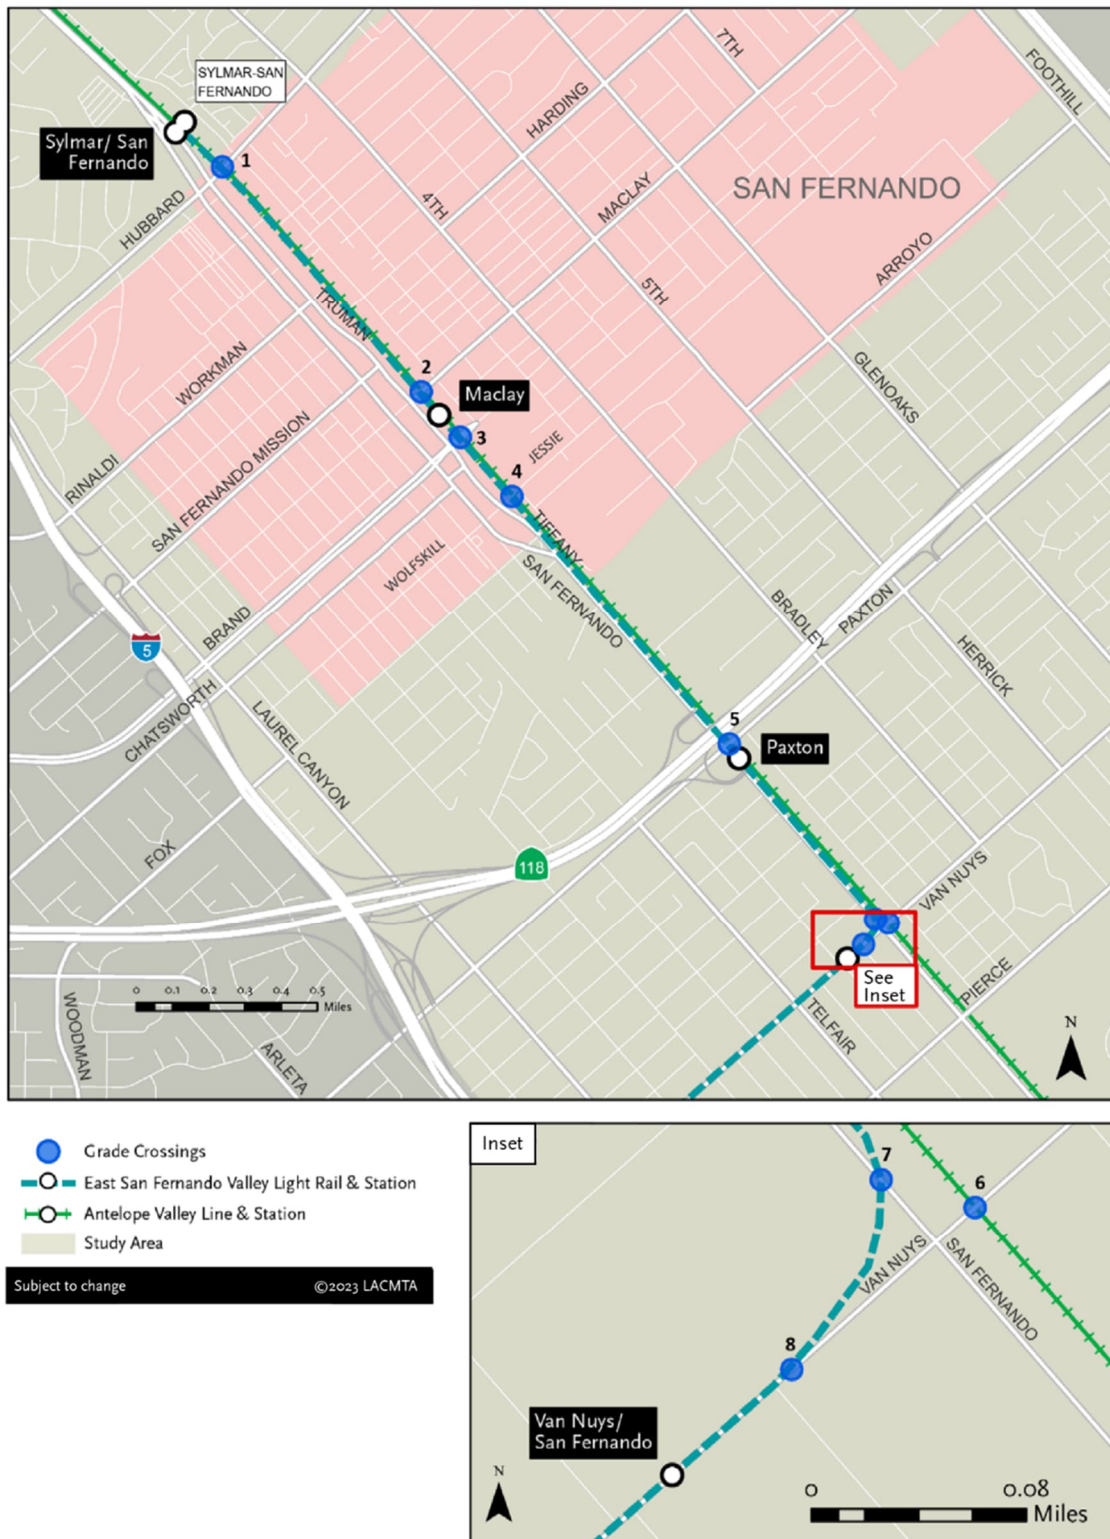 7TH
FOOTHILL
SYLMAR-SAN
FERNANDO
HARDING
Sylmar/ San
Fernando
1
SAN FERNANDO
4TH
MACLAY
HUBBARD
ARROYO
5TH
TRUMAN
GLENOAKS
WORKMAN
2
Maclay
3
JESSIE
SAN FERNANDO MISSION
RINALDI
4
TIFFANY
WOLFSKILL
SAN FERNANDO
BRADLEY
PAXTON
BRAND
5
HERRICK
CHATSWORTH
LAUREL CANYON
5
Paxton
FOX
118
VAN NUYS
See
Inset
PIERCE
0 0.1 0.2 0.3 0.4 0.5
Miles
WOODMAN
TELFAIR
ARLETA
N
Grade Crossings
East San Fernando Valley Light Rail & Station
Antelope Valley Line & Station
Study Area
Subject to change ©2023 LACMTA
Inset
7
6
VAN NUYS
SAN FERNANDO
8
Van Nuys/
San Fernando
N
0 0.08
Miles